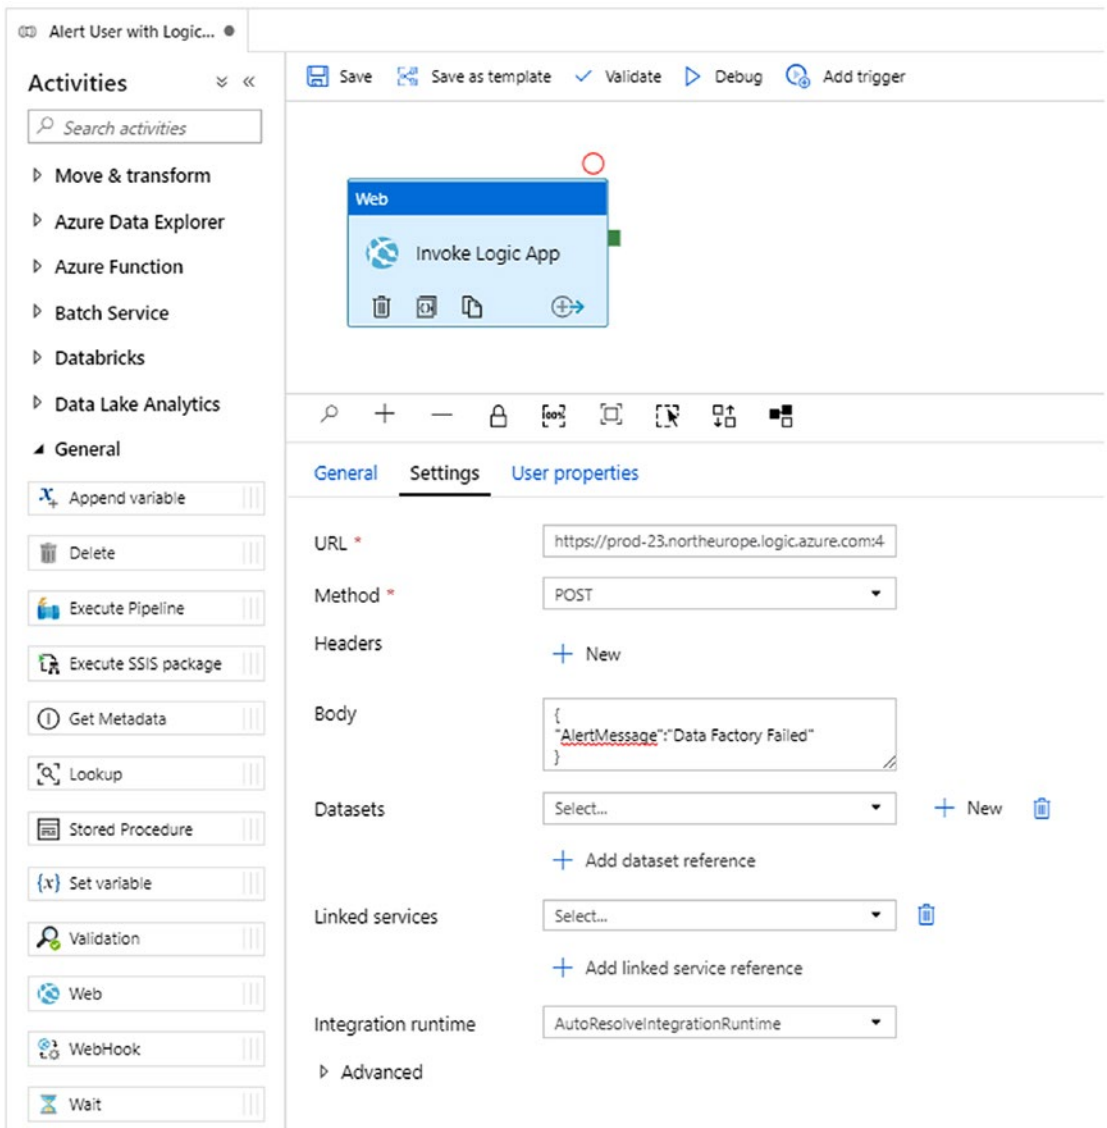 Alert User with Logic...
Activities
Search activities
Move & transform
Azure Data Explorer
Azure Function
Batch Service
Databricks
Data Lake Analytics
General
Append variable
Delete
Execute Pipeline
Execute SSIS package
Get Metadata
Lookup
Stored Procedure
Set variable
Validation
Web
WebHook
Wait
Save
Save as template
Validate
Debug
Add trigger
Web
Invoke Logic App
General
Settings
User properties
URL *
https://prod-23.northeurope.logic.azure.com:4
Method *
POST
Headers
+ New
Body
{
"AlertMessage":"Data Factory Failed"
}
Datasets
Select...
+ New
+ Add dataset reference
Linked services
Select...
+ Add linked service reference
Integration runtime
AutoResolveIntegrationRuntime
Advanced